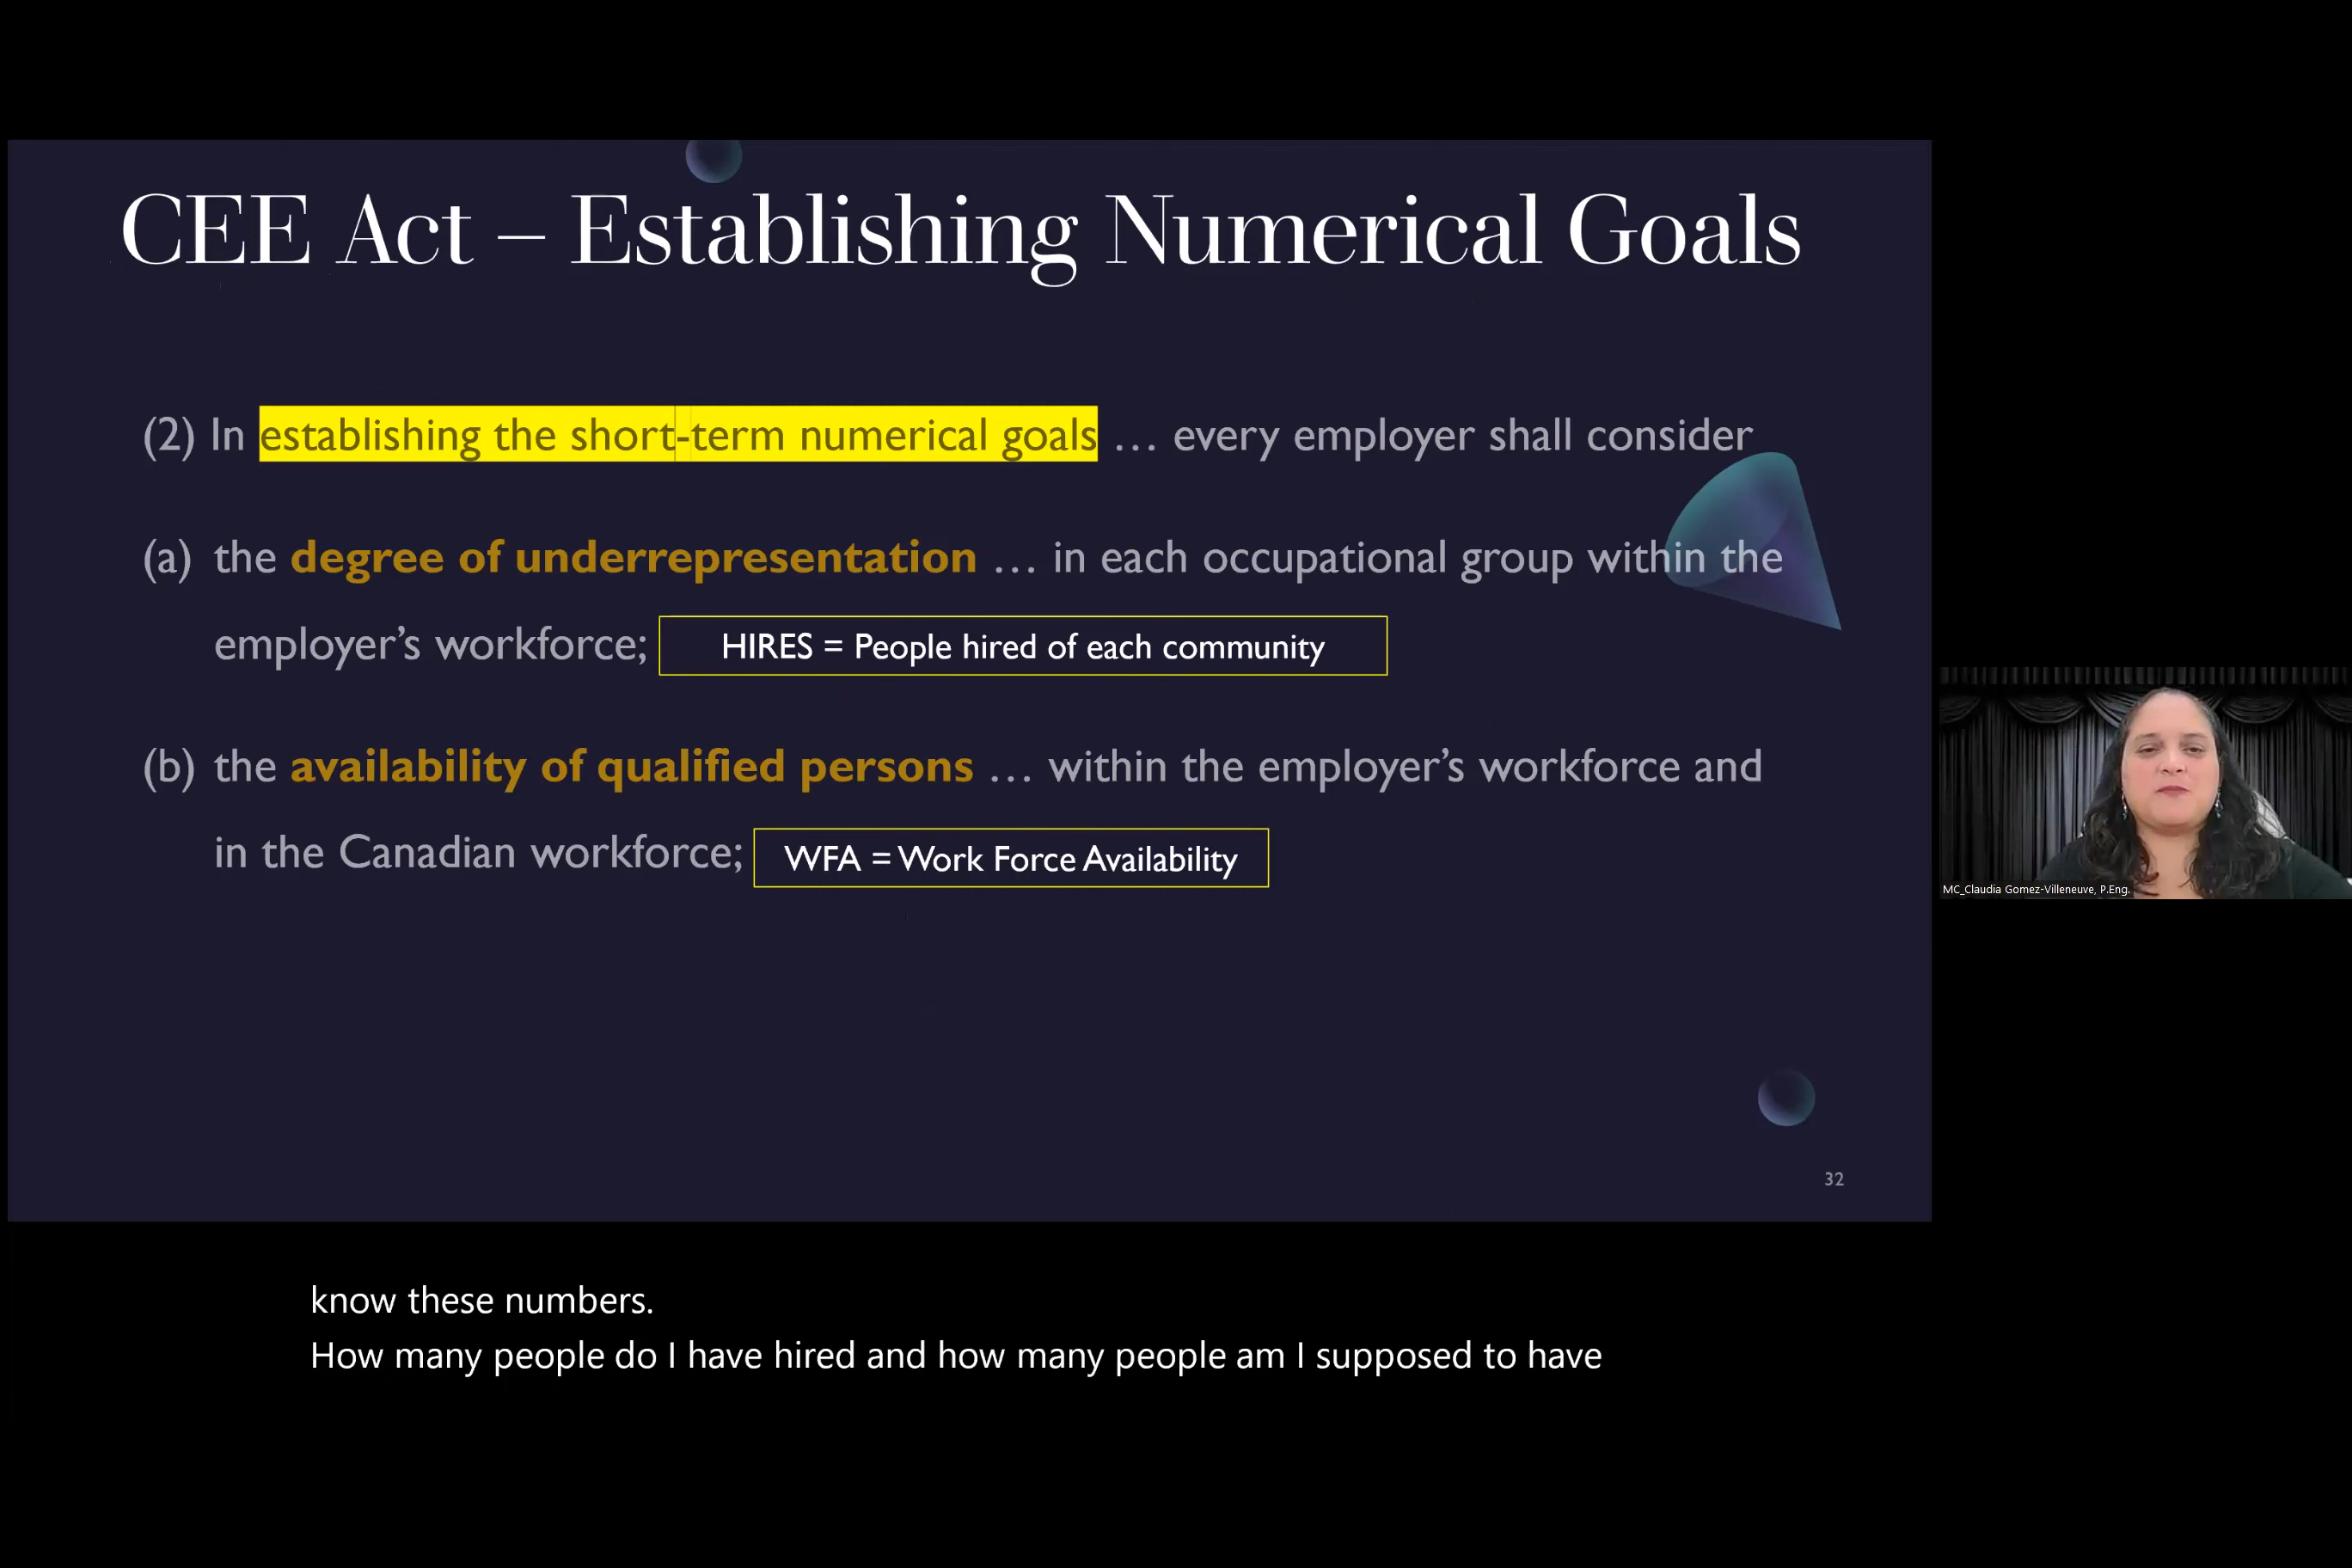 CEE Act – Establishing Numerical Goals
(2) In establishing the short-term numerical goals … every employer shall consider
(a) the degree of underrepresentation … in each occupational group within the
employer’s workforce; HIRES = People hired of each community
(b) the availability of qualified persons … within the employer’s workforce and
in the Canadian workforce; WFA = Work Force Availability
MC_Claudia Gomez-Villeneuve, P.Eng.
32
know these numbers.
How many people do I have hired and how many people am I supposed to have